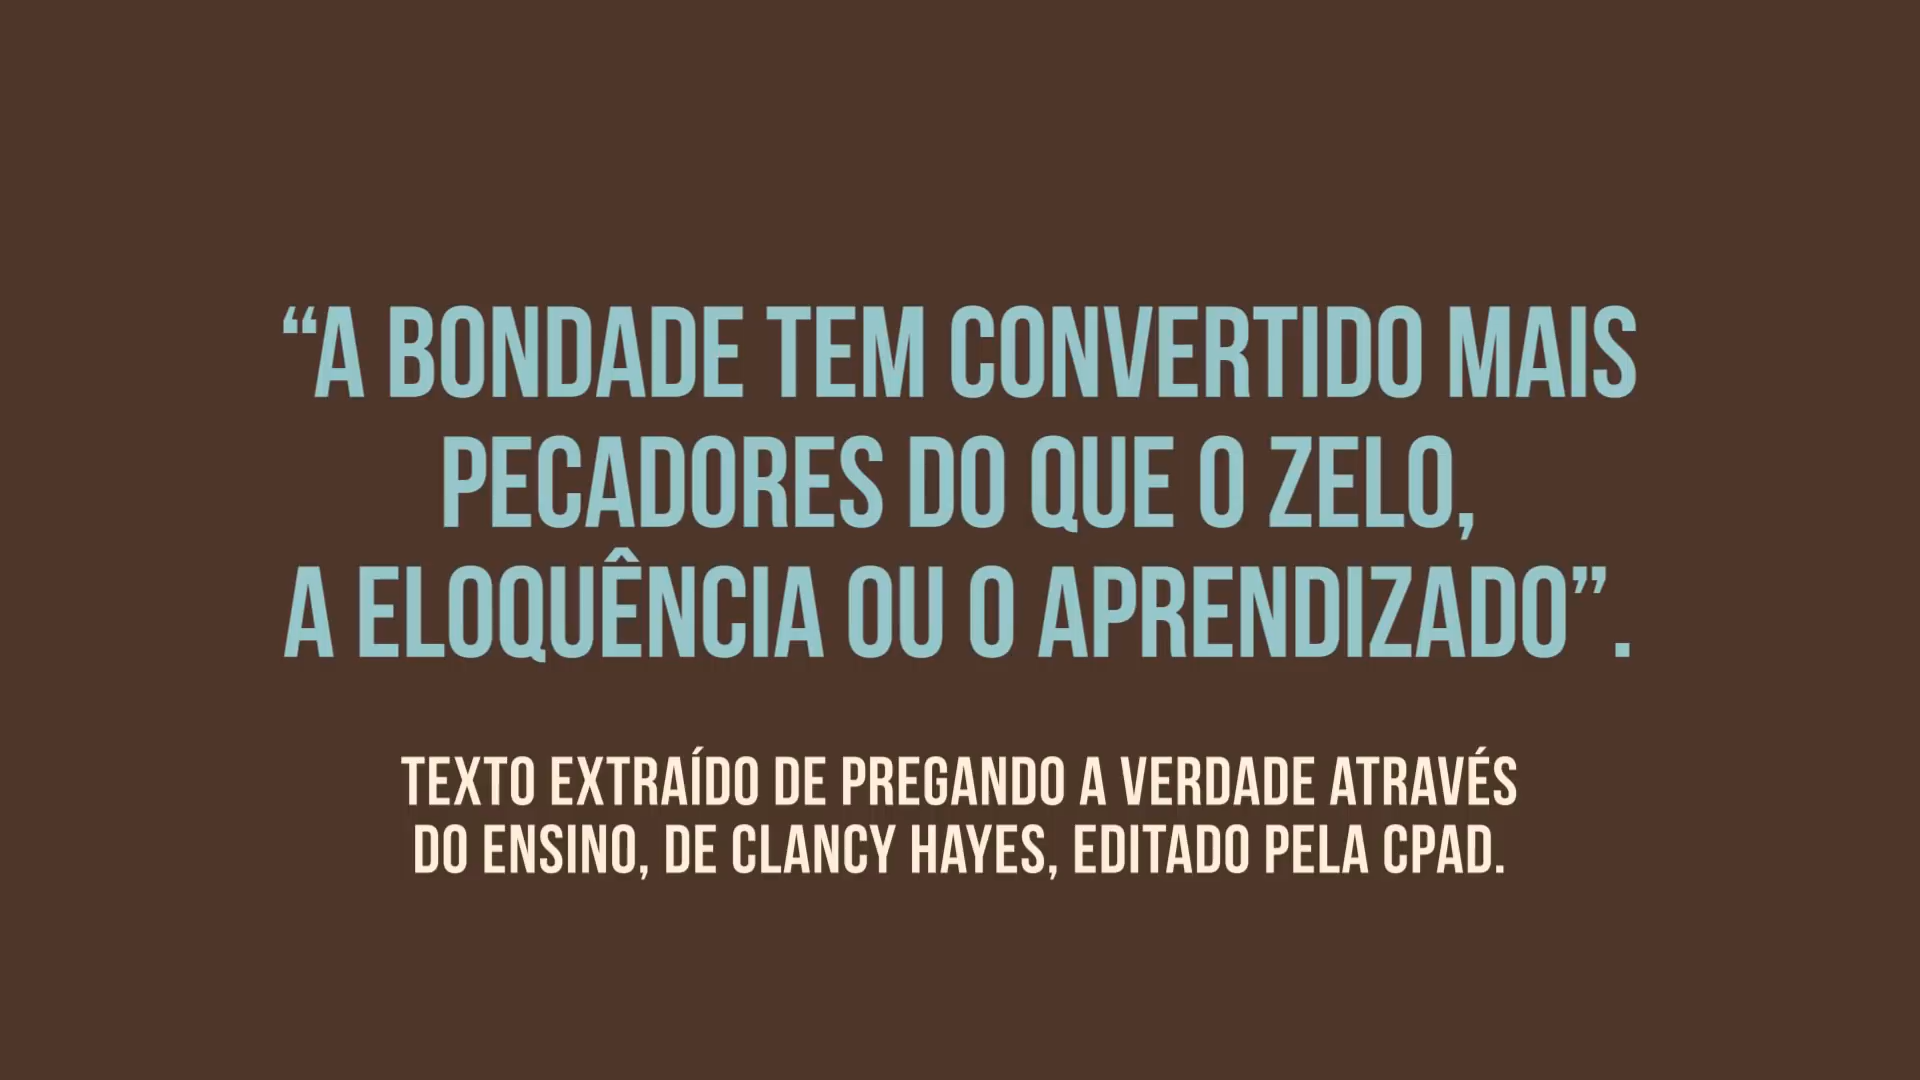 “A BONDADE TEM CONVERTIDO MAIS
PECADORES DO QUE O ZELO,
A ELOQUÊNCIA OU O APRENDIZADO”.
TEXTO EXTRAÍDO DE PREGANDO A VERDADE ATRAVÉS
DO ENSINO, DE CLANCY HAYES, EDITADO PELA CPAD.